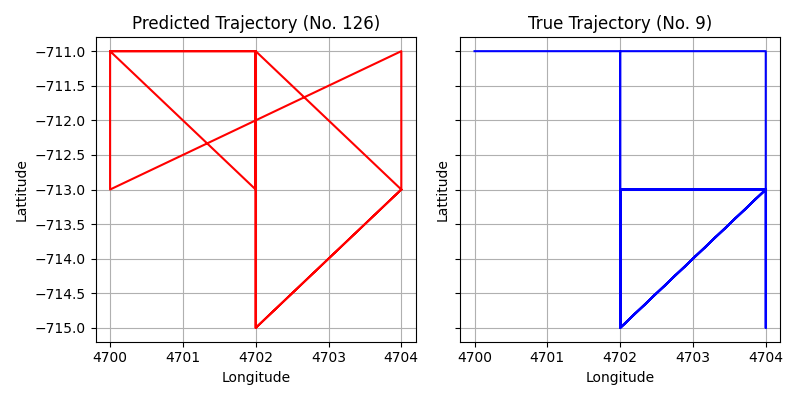 Predicted Trajectory (No. 126)
True Trajectory (No. 9)
−711.0
−711.5
−712.0
−712.5
−713.0
−713.5
−714.0
−714.5
−715.0
Lattitude
Lattitude
4700 4701 4702 4703 4704
4700 4701 4702 4703 4704
Longitude
Longitude